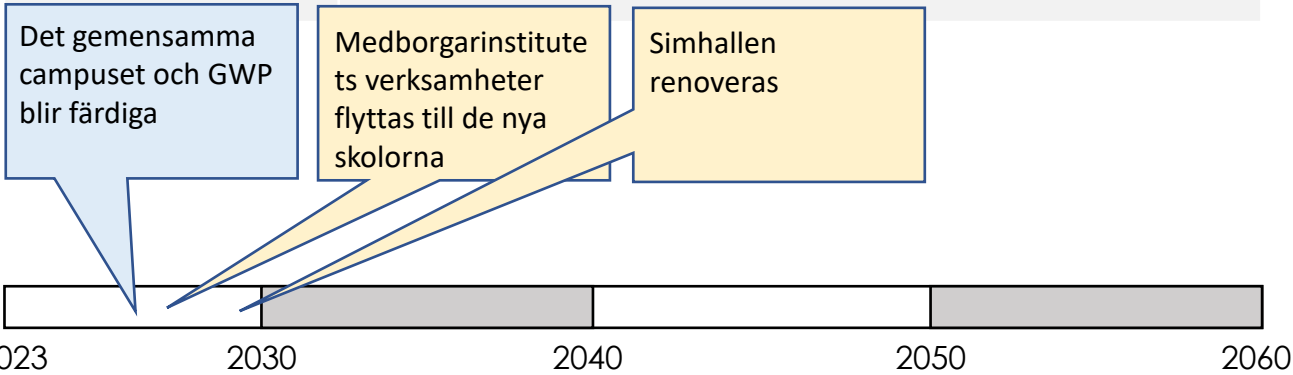 Det gemensamma
campuset och GWP
blir färdiga
Medborgarinstitute
ts verksamheter
flyttas till de nya
skolorna
Simhallen
renoveras
023 2030 2040 2050 2060